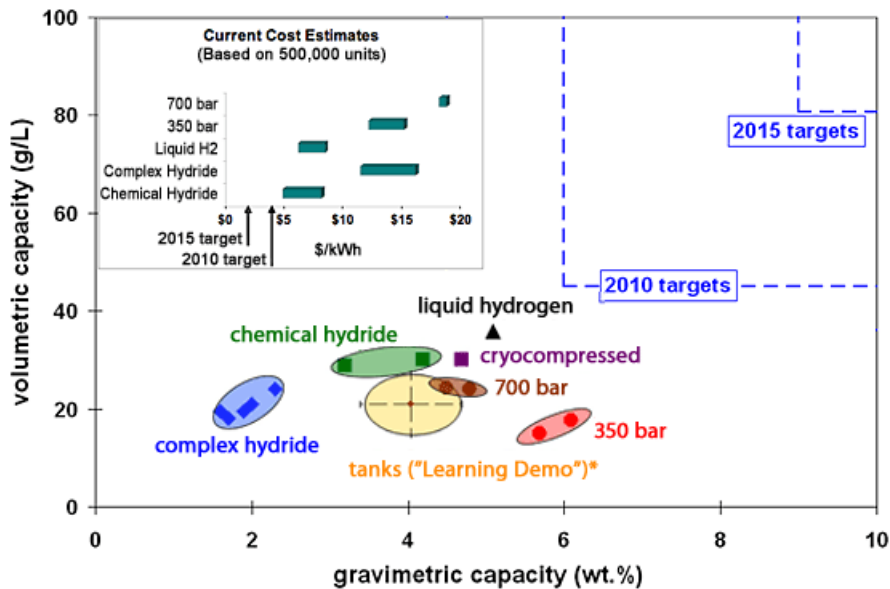 Current Cost Estimates
(Based on 500,000 units)
700 bar
350 bar
Liquid H2
Complex Hydride
Chemical Hydride
$0 $5 $10 $15 $20
2015 target
$/kWh
2010 target
100
80
60
40
20
0
volumetric capacity (g/L)
2015 targets
2010 targets
liquid hydrogen
chemical hydride
cryocompressed
700 bar
350 bar
complex hydride
tanks ("Learning Demo")*
0 2 4 6 8 10
gravimetric capacity (wt.%)